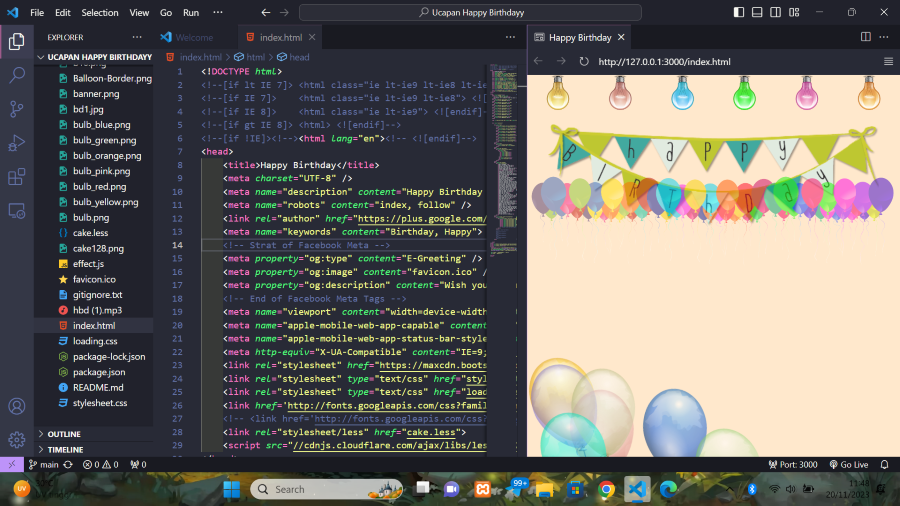 File Edit Selection View Go Run ··· Ucapan Happy Birthdayy
EXPLORER ···
UCAPAN HAPPY BIRTHDAYY
Balloon-Border.png
banner.png
bd1.jpg
bulb_blue.png
bulb_green.png
bulb_orange.png
bulb_pink.png
bulb_red.png
bulb_yellow.png
bulb.png
cake.less
cake128.png
effect.js
favicon.ico
gitignore.txt
hbd (1).mp3
index.html
loading.css
package-lock.json
package.json
README.md
stylesheet.css
OUTLINE
TIMELINE
Welcome index.html ···
index.html > html > head
1 <!DOCTYPE html>
2 <!--[if lt IE 7]> <html class="ie lt-ie9 lt-ie8 lt-ie
3 <!--[if IE 7]> <html class="ie lt-ie9 lt-ie8"> <![
4 <!--[if IE 8]> <html class="ie lt-ie9"> <![endif]-
5 <!--[if gt IE 8]> <html> <![endif]-->
6 <!--[if !IE]><!--><html lang="en"><!-- <![endif]-->
7 <head>
8 <title>Happy Birthday</title>
9 <meta charset="UTF-8" />
10 <meta name="description" content="Happy Birthday
11 <meta name="robots" content="index, follow" />
12 <link rel="author" href="https://plus.google.com/
13 <meta name="keywords" content="Birthday, Happy">
14 <!-- Strat of Facebook Meta -->
15 <meta property="og:type" content="E-Greeting" />
16 <meta property="og:image" content="favicon.ico" /
17 <meta property="og:description" content="Wish you
18 <!-- End of Facebook Meta Tags -->
19 <meta name="viewport" content="width=device-width
20 <meta name="apple-mobile-web-app-capable" content
21 <meta name="apple-mobile-web-app-status-bar-style
22 <meta http-equiv="X-UA-Compatible" content="IE=9;
23 <link rel="stylesheet" href="https://maxcdn.boots
24 <link rel="stylesheet" type="text/css" href="styl
25 <link rel="stylesheet" type="text/css" href="load
26 <link href='http://fonts.googleapis.com/css?famil
27 <!-- <link href='http://fonts.googleapis.com/css?
28 <link rel="stylesheet/less" href="cake.less">
29 <script src="//cdnjs.cloudflare.com/ajax/libs/les
Happy Birthday ···
http://127.0.0.1:3000/index.html
happy
BIRthDay
main 0 0 0 Port: 3000 Go Live
UV Search 99+ 11.48
20/11/2023